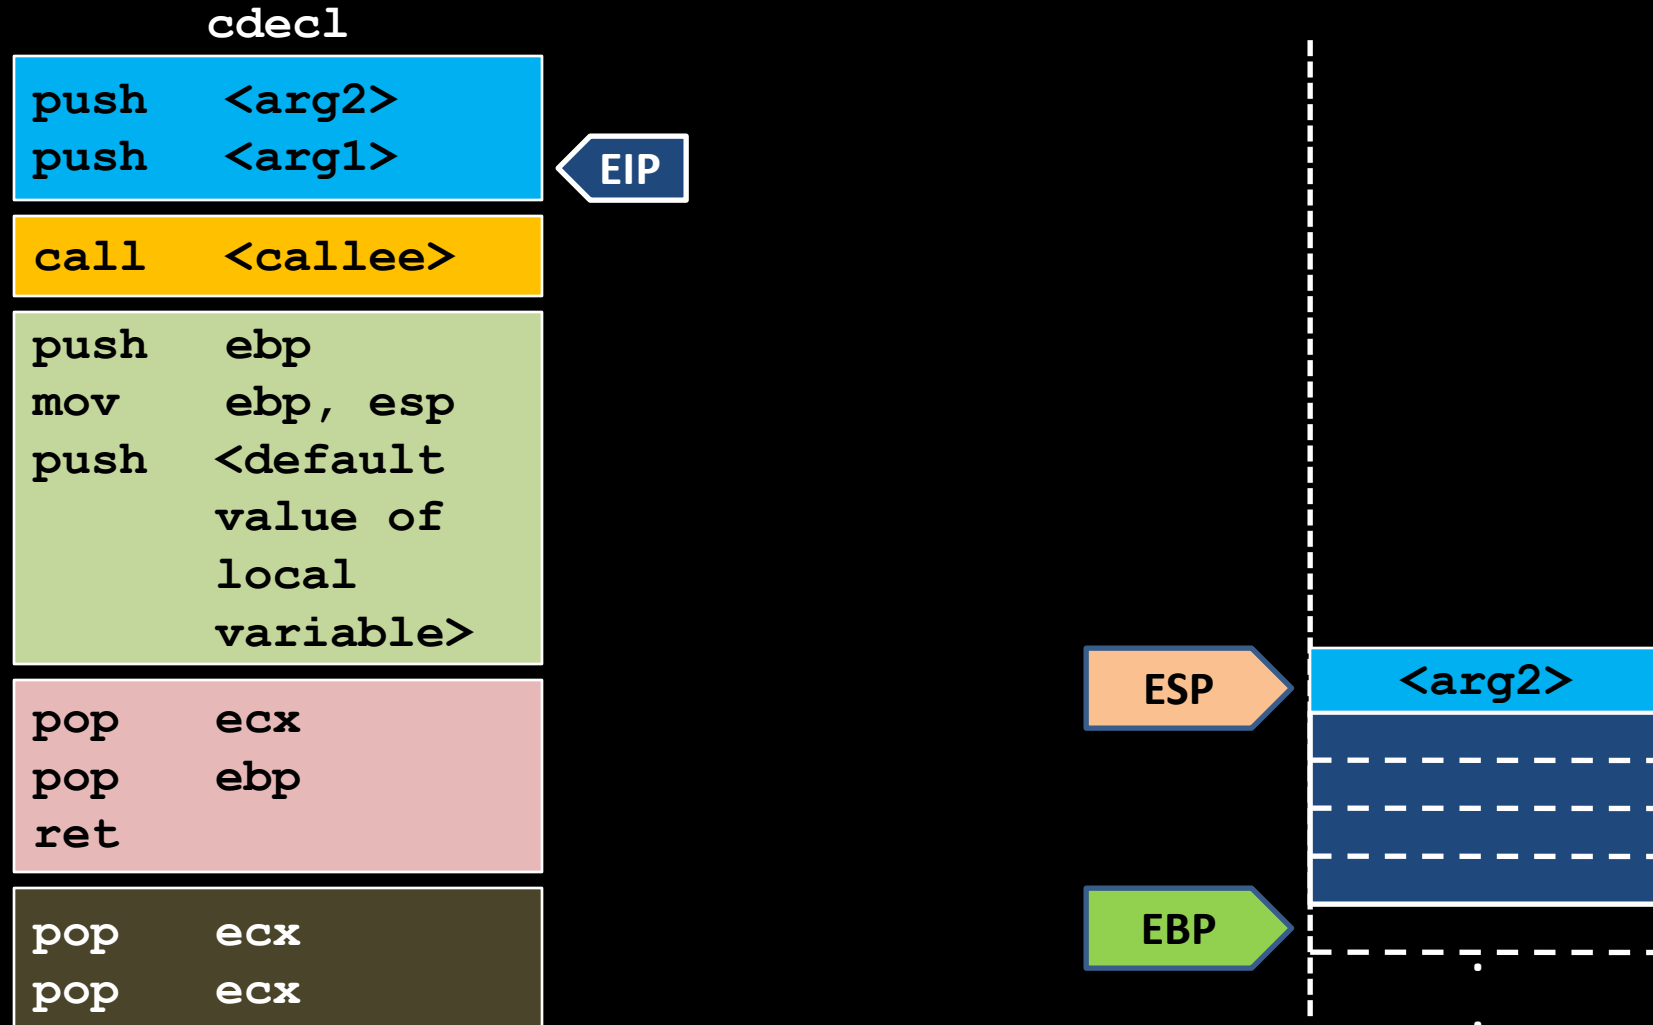 cdecl
push <arg2>
push <arg1>
EIP
call <callee>
push ebp
mov ebp, esp
push <default
value of
local
variable>
ESP
<arg2>
pop ecx
pop ebp
ret
EBP
pop ecx
pop ecx